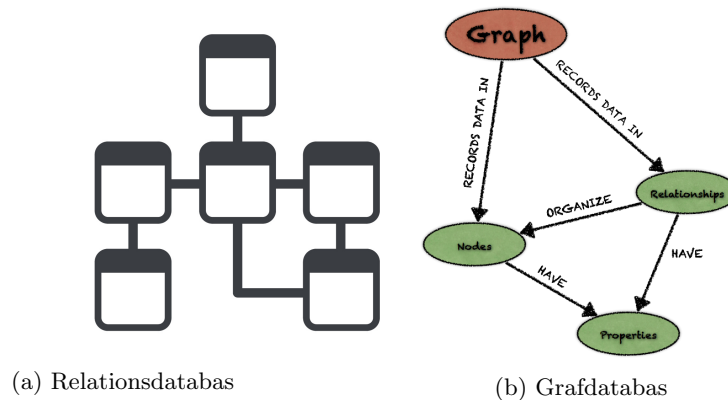 Graph
RECORDS DATA IN
RECORDS DATA IN
Relationships
ORGANIZE
Nodes
HAVE
HAVE
Properties
(a) Relationsdatabas
(b) Grafdatabas